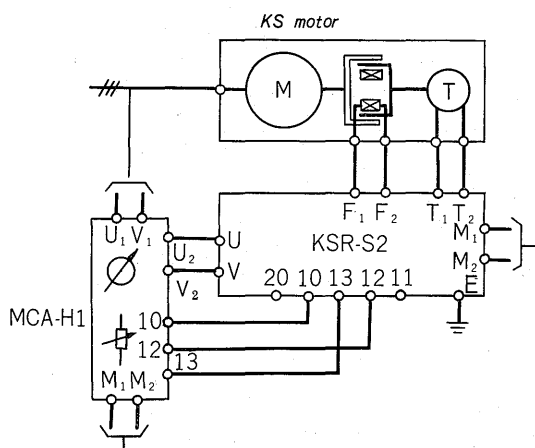 KS motor
M
T
F₁ F₂ T₁ T₂
U₁ V₁
U₂ U
KSR-S2
M₁
M₂
V
V₂
20 10 13 12 11
E
MCA-H1
10
12
13
M₁ M₂